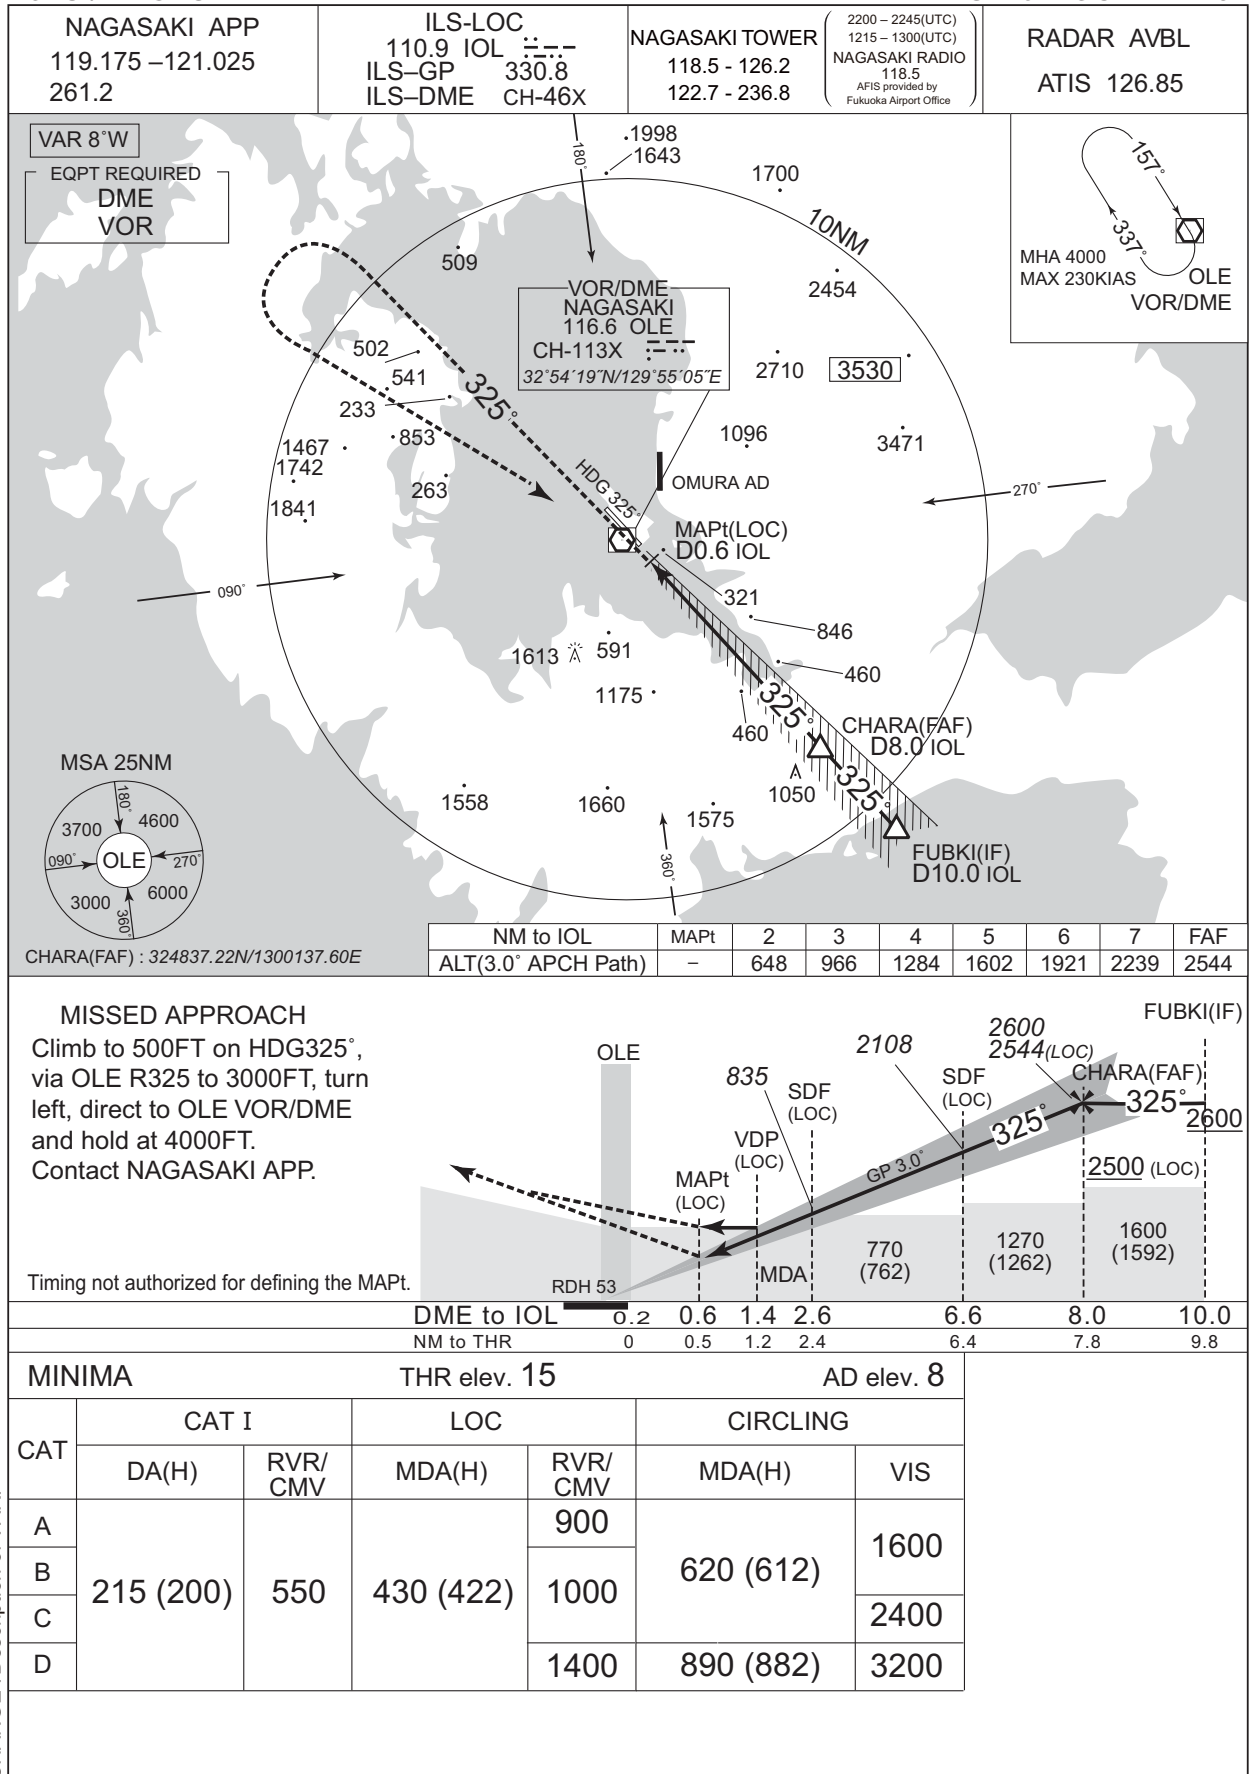 NAGASAKI APP
119.175 –121.025
261.2
ILS-LOC
110.9 IOL
ILS–GP 330.8
ILS–DME CH-46X
NAGASAKI TOWER
118.5 - 126.2
122.7 - 236.8
2200 – 2245(UTC)
1215 – 1300(UTC)
NAGASAKI RADIO
118.5
AFIS provided by
Fukuoka Airport Office
RADAR AVBL
ATIS 126.85
VAR 8˚W
EQPT REQUIRED
DME
VOR
180˚
1998
1643
1700
10NM
509
2454
157˚
337˚
MHA 4000
MAX 230KIAS
OLE
VOR/DME
VOR/DME
NAGASAKI
116.6 OLE
CH-113X
32˚54´19˝N/129˚55´05˝E
502
541
233
325˚
2710
3530
1096
3471
1467
1742
1841
853
263
HDG 325˚
OMURA AD
270˚
MAPt(LOC)
D0.6 IOL
090˚
321
846
460
1613
591
1175
325˚
460
CHARA(FAF)
D8.0 IOL
325˚
1050
1558
1660
1575
FUBKI(IF)
D10.0 IOL
360˚
MSA 25NM
180˚
3700
4600
090˚
OLE
270˚
3000
6000
360˚
CHARA(FAF) : 324837.22N/1300137.60E
NM to IOL MAPt 2 3 4 5 6 7 FAF
ALT(3.0˚ APCH Path) – 648 966 1284 1602 1921 2239 2544
MISSED APPROACH
Climb to 500FT on HDG325˚,
via OLE R325 to 3000FT, turn
left, direct to OLE VOR/DME
and hold at 4000FT.
Contact NAGASAKI APP.
Timing not authorized for defining the MAPt.
OLE
835
SDF
(LOC)
VDP
(LOC)
MAPt
(LOC)
2108
SDF
(LOC)
2600
2544(LOC)
FUBKI(IF)
CHARA(FAF)
325˚
325˚
2600
GP 3.0˚
2500 (LOC)
MDA
770
(762)
1270
(1262)
1600
(1592)
RDH 53
DME to IOL 0.2 0.6 1.4 2.6 6.6 8.0 10.0
NM to THR 0 0.5 1.2 2.4 6.4 7.8 9.8
MINIMA THR elev. 15 AD elev. 8
CAT
CAT I LOC CIRCLING
DA(H) RVR/CMV MDA(H) RVR/CMV MDA(H) VIS
A
B
C
D
215 (200)
550
430 (422)
900
1000
1400
620 (612)
890 (882)
1600
2400
3200